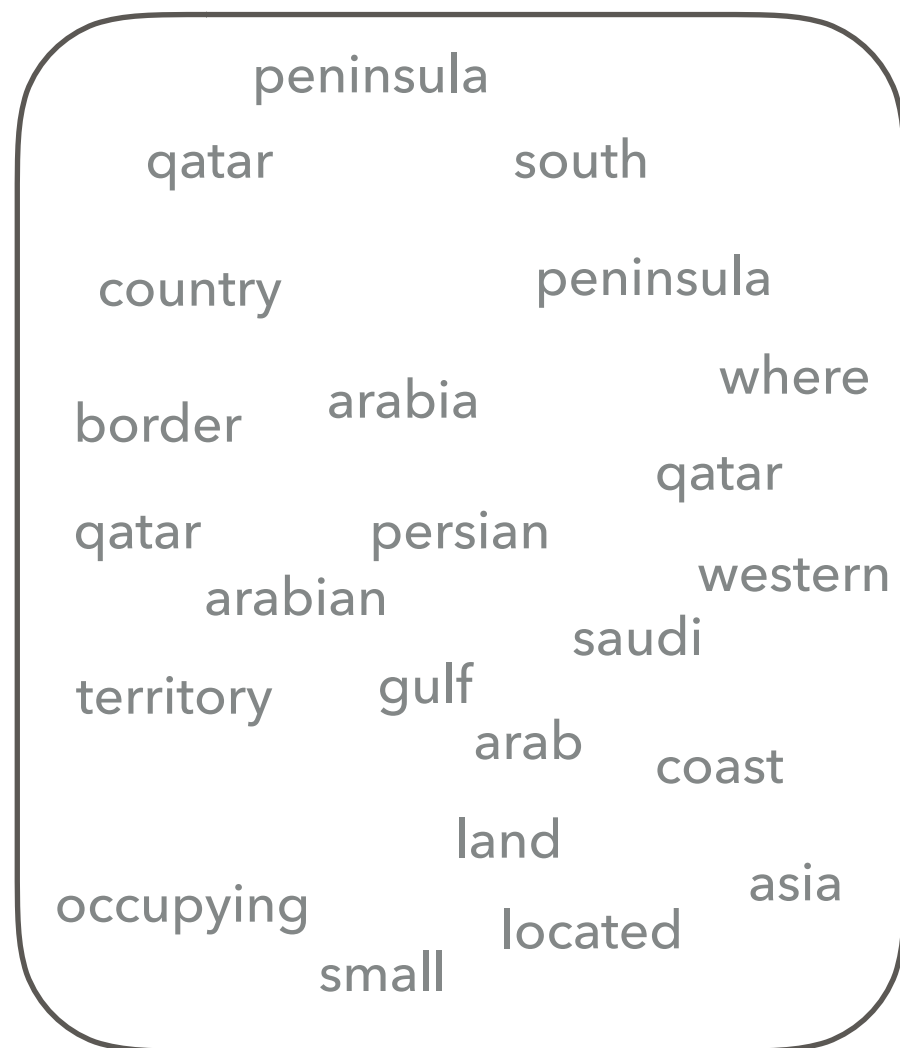 peninsula
qatar south
country peninsula
where
border arabia
qatar
qatar persian
western
arabian
saudi
territory gulf
arab
coast
land
asia
occupying
located
small